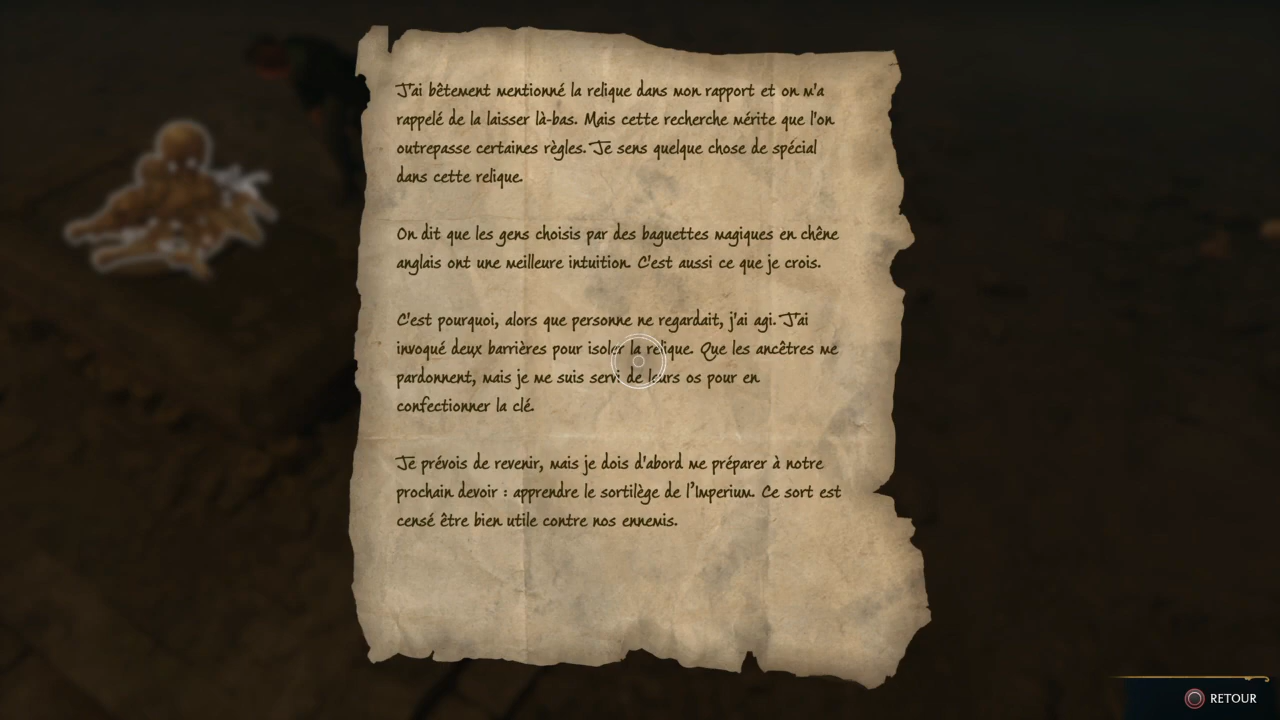 J'ai bêtement mentionné la relique dans mon rapport et on m'a
rappelé de la laisser là-bas. Mais cette recherche mérite que l'on
outrepasse certaines règles. Je sens quelque chose de spécial
dans cette relique.
On dit que les gens choisis par des baguettes magiques en chêne
anglais ont une meilleure intuition. C'est aussi ce que je crois.
C'est pourquoi, alors que personne ne regardait, j'ai agi. J'ai
invoqué deux barrières pour isoler la relique. Que les ancêtres me
pardonnent, mais je me suis servi de leurs os pour en
confectionner la clé.
Je prévois de revenir, mais je dois d'abord me préparer à notre
prochain devoir : apprendre le sortilège de l’Imperium. Ce sort est
censé être bien utile contre nos ennemis.
RETOUR